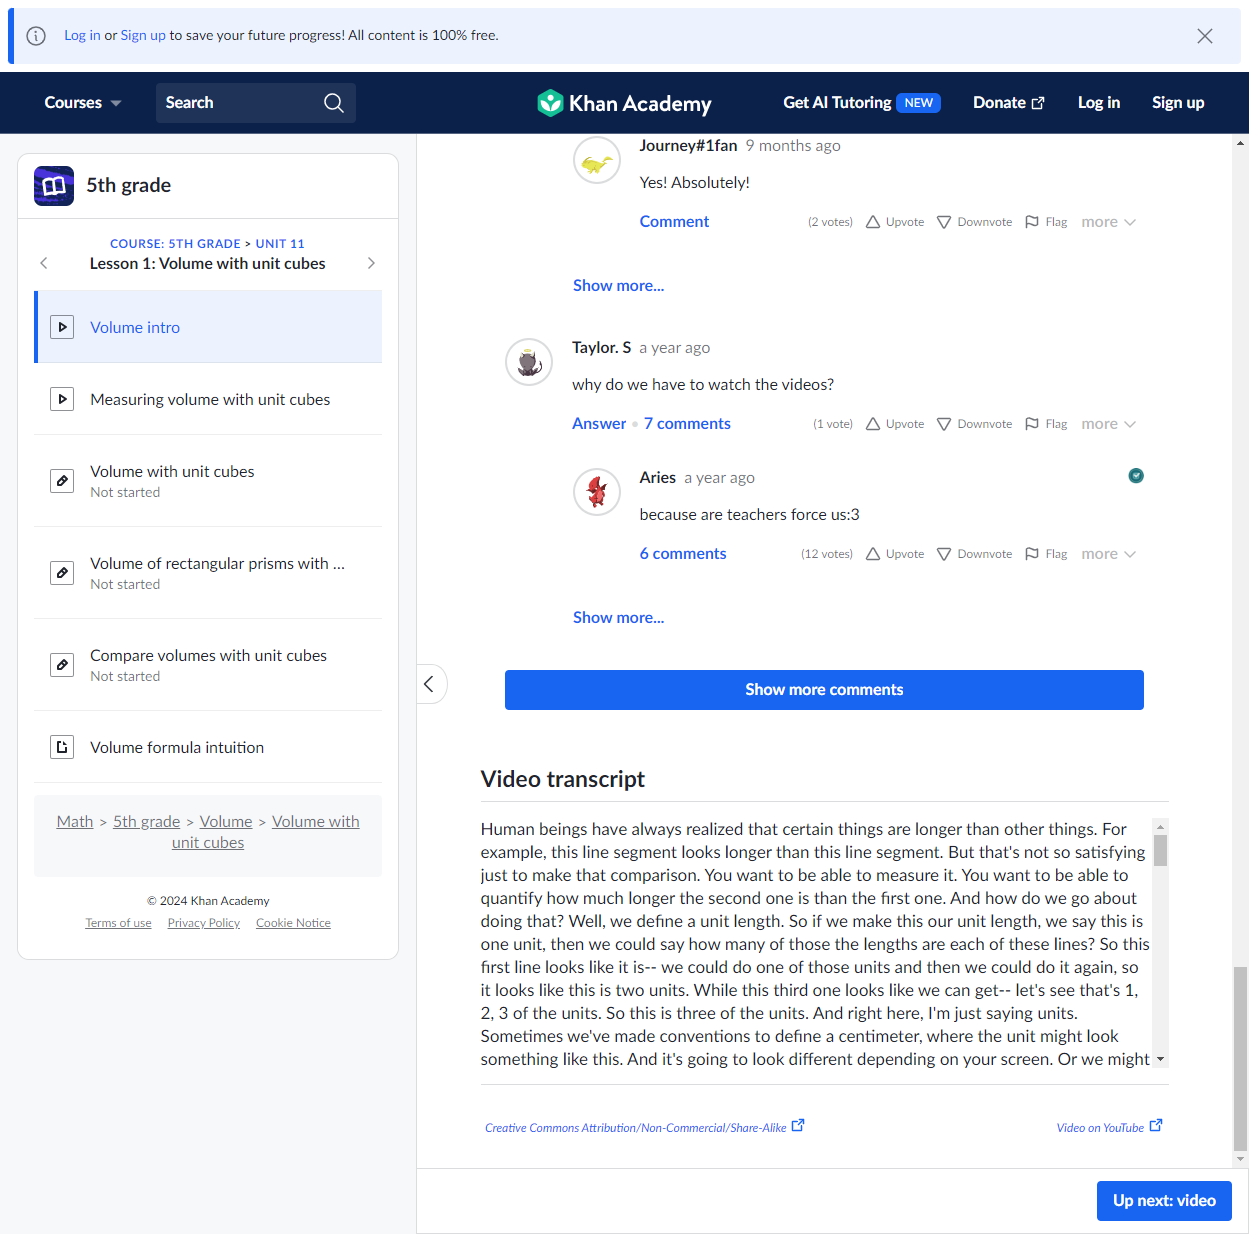 Log in or Sign up to save your future progress! All content is 100% free.
Courses
Search
Khan Academy
Get AI Tutoring NEW
Donate
Log in
Sign up
5th grade
COURSE: 5TH GRADE > UNIT 11
Lesson 1: Volume with unit cubes
Volume intro
Measuring volume with unit cubes
Volume with unit cubes
Not started
Volume of rectangular prisms with ...
Not started
Compare volumes with unit cubes
Not started
Volume formula intuition
Math > 5th grade > Volume > Volume with
unit cubes
© 2024 Khan Academy
Terms of use Privacy Policy Cookie Notice
Journey#1fan 9 months ago
Yes! Absolutely!
Comment (2 votes) Upvote Downvote Flag more
Show more...
Taylor. S a year ago
why do we have to watch the videos?
Answer • 7 comments (1 vote) Upvote Downvote Flag more
Aries a year ago
because are teachers force us:3
6 comments (12 votes) Upvote Downvote Flag more
Show more...
Show more comments
Video transcript
Human beings have always realized that certain things are longer than other things. For
example, this line segment looks longer than this line segment. But that's not so satisfying
just to make that comparison. You want to be able to measure it. You want to be able to
quantify how much longer the second one is than the first one. And how do we go about
doing that? Well, we define a unit length. So if we make this our unit length, we say this is
one unit, then we could say how many of those the lengths are each of these lines? So this
first line looks like it is-- we could do one of those units and then we could do it again, so
it looks like this is two units. While this third one looks like we can get-- let's see that's 1,
2, 3 of the units. So this is three of the units. And right here, I'm just saying units.
Sometimes we've made conventions to define a centimeter, where the unit might look
something like this. And it's going to look different depending on your screen. Or we might
Creative Commons Attribution/Non-Commercial/Share-Alike
Video on YouTube
Up next: video